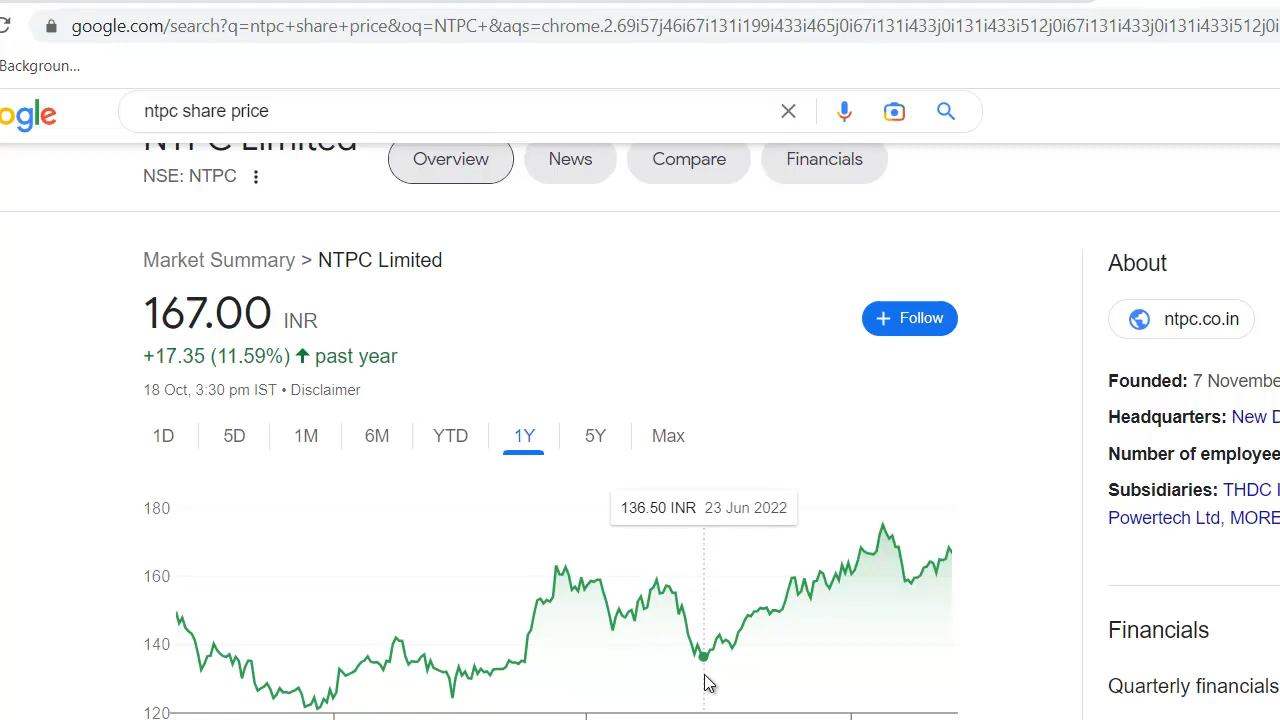 google.com/search?q=ntpc+share+price&oq=NTPC+&aqs=chrome.2.69i57j46i67i131i199i433i465j0i67i131i433j0i131i433i512j0i67i131i433j0i131i433i512j0i
Backgroun...
ogle
ntpc share price
NTPC Limited
NSE: NTPC
Overview
News
Compare
Financials
Market Summary > NTPC Limited
167.00 INR
+ Follow
+17.35 (11.59%) ↑ past year
18 Oct, 3:30 pm IST • Disclaimer
1D 5D 1M 6M YTD 1Y 5Y Max
136.50 INR 23 Jun 2022
180
160
140
120
About
ntpc.co.in
Founded: 7 Novembe
Headquarters: New D
Number of employee
Subsidiaries: THDC I
Powertech Ltd, MORE
Financials
Quarterly financials